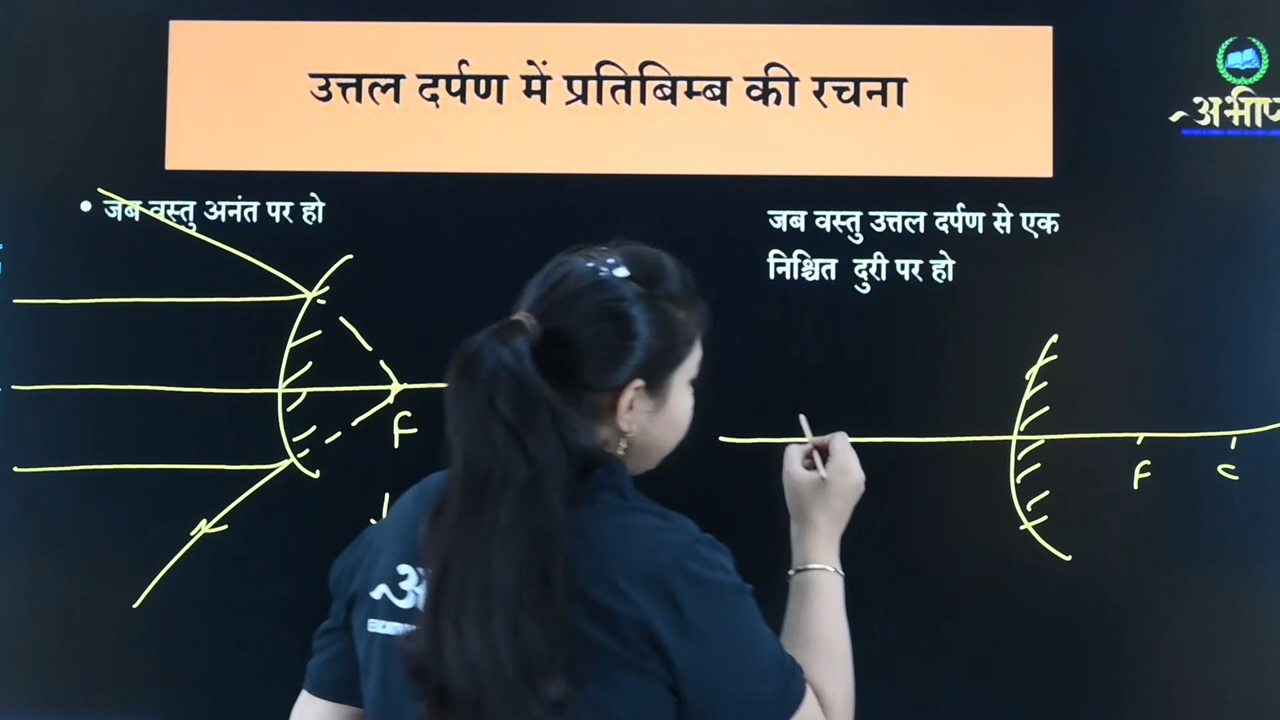 उत्तल दर्पण में प्रतिबिम्ब की रचना
• जब वस्तु अनंत पर हो
जब वस्तु उत्तल दर्पण से एक
निश्चित दुरी पर हो
F
F C